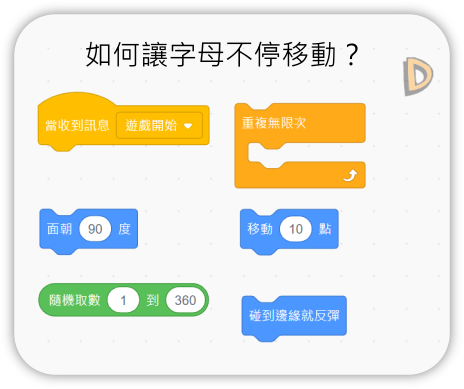 如何讓字母不停移動？
D
當收到訊息 遊戲開始
重複無限次
面朝 90 度
移動 10 點
隨機取數 1 到 360
碰到邊緣就反彈